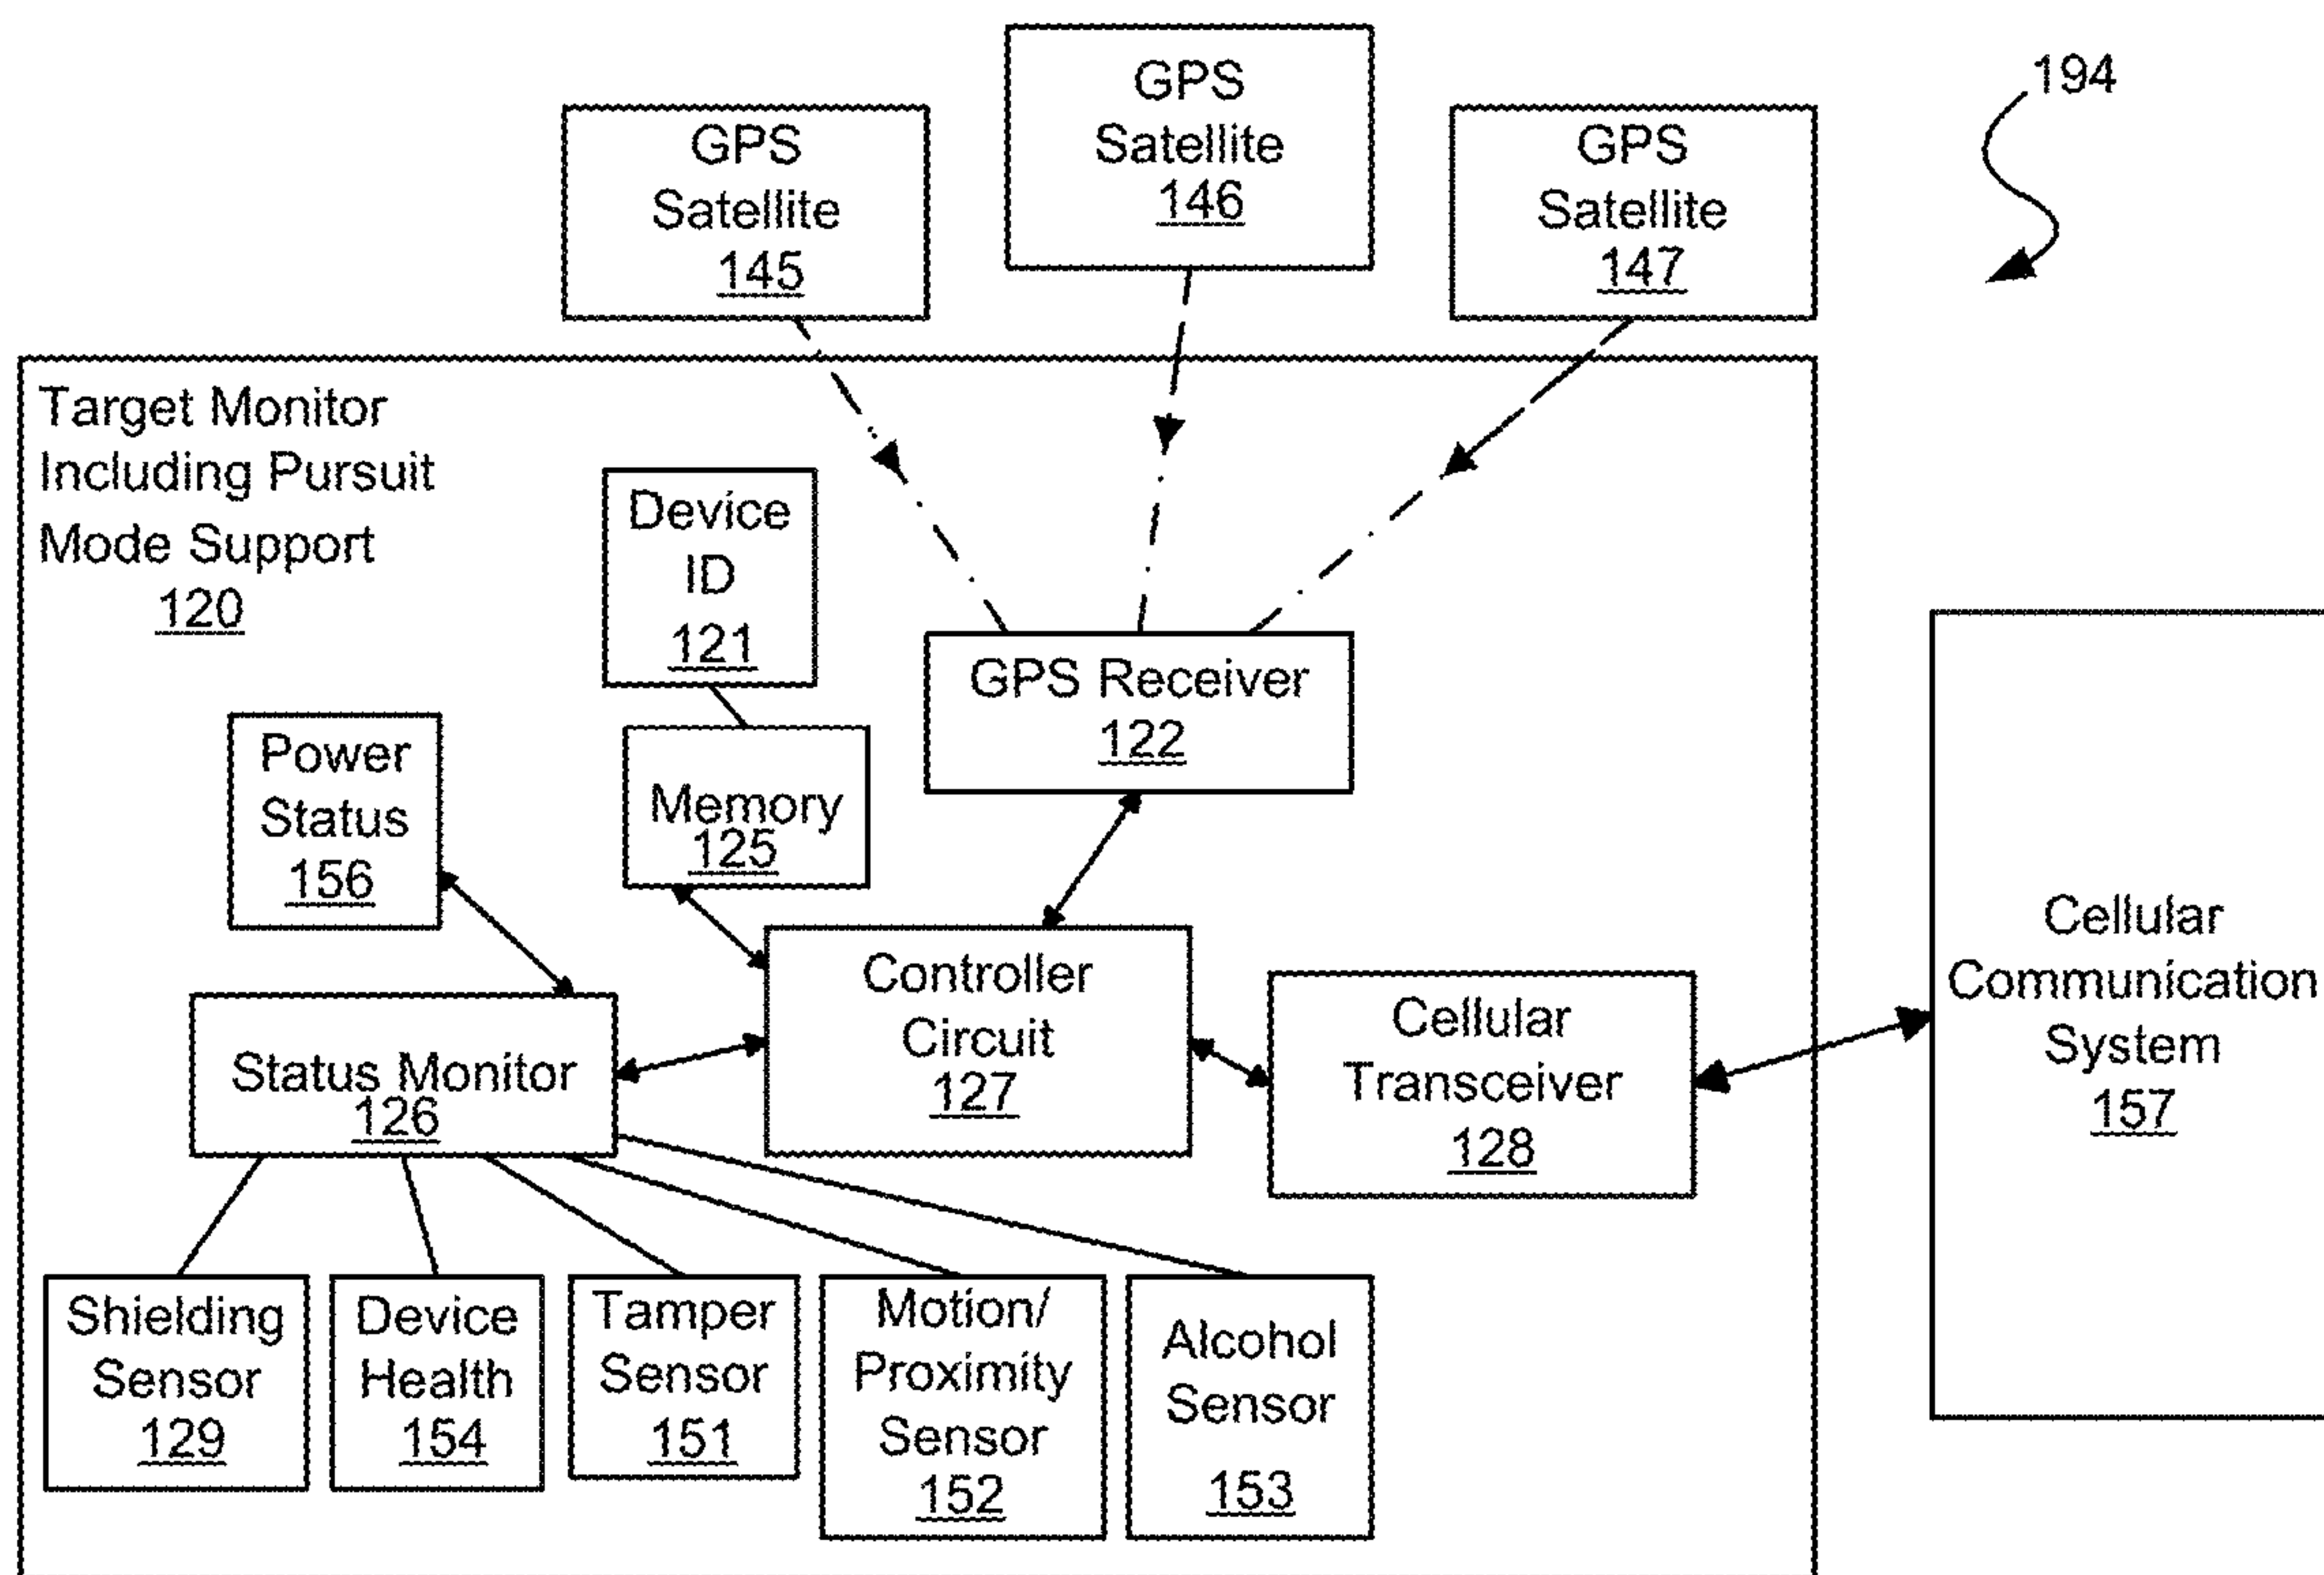 GPS
Satellite
145
GPS
Satellite
146
GPS
Satellite
147
194
Target Monitor
Including Pursuit
Mode Support
120
Device
ID
121
GPS Receiver
122
Power
Status
156
Memory
125
Controller
Circuit
127
Cellular
Transceiver
128
Cellular
Communication
System
157
Status Monitor
126
Shielding
Sensor
129
Device
Health
154
Tamper
Sensor
151
Motion/
Proximity
Sensor
152
Alcohol
Sensor
153